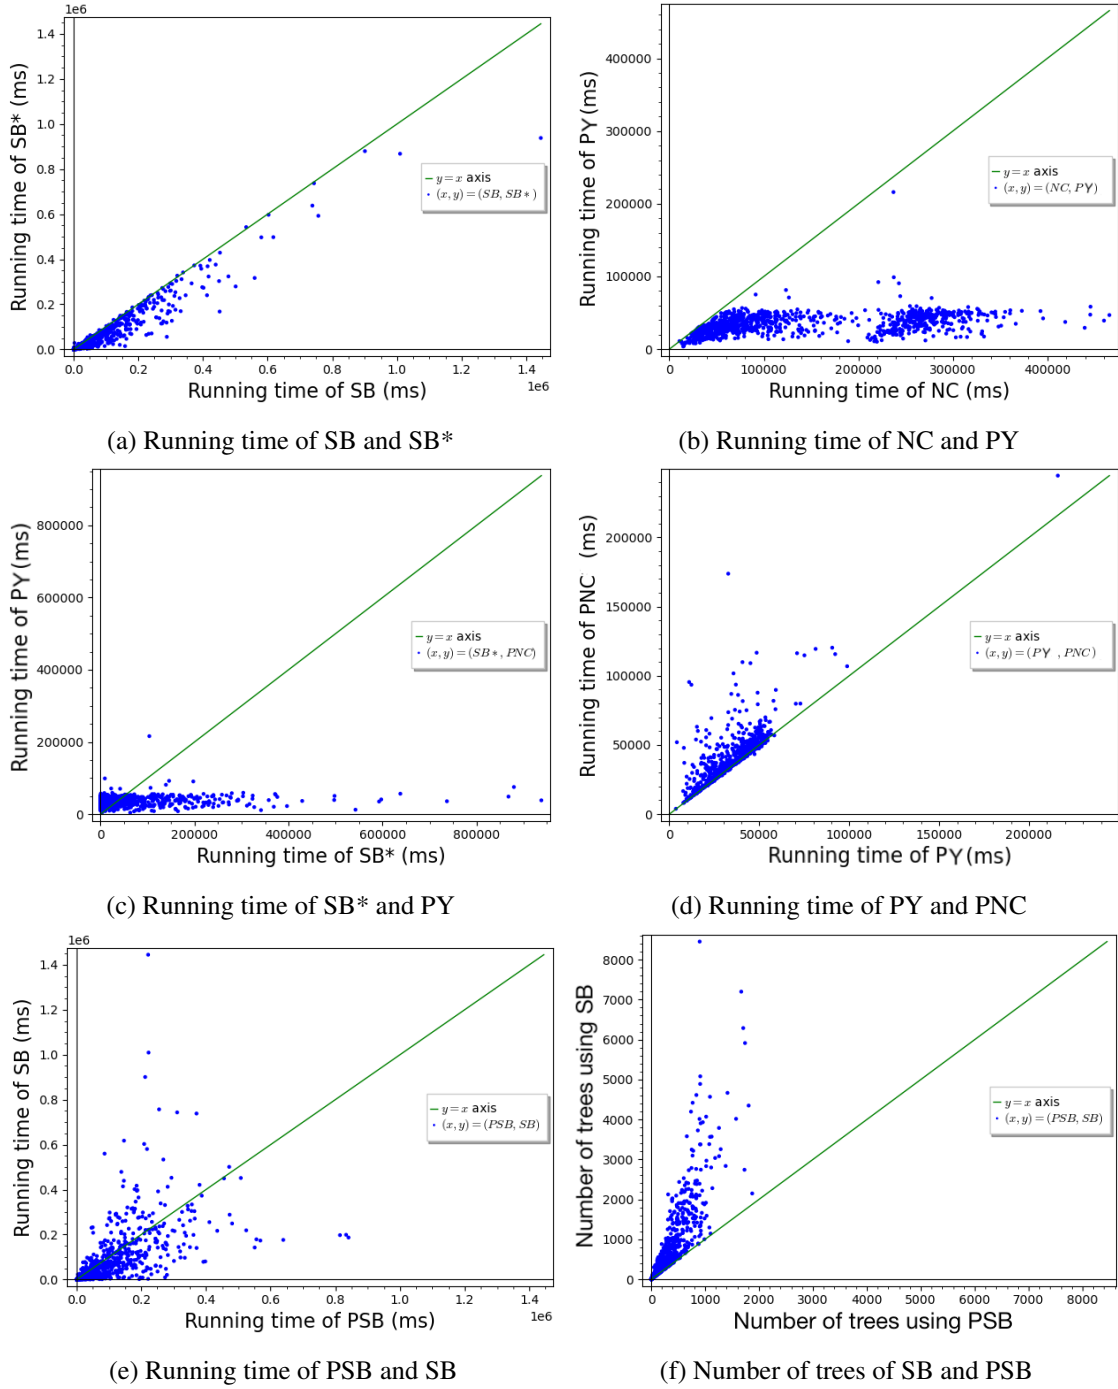 1e6
1.4
1.2
1.0
0.8
0.6
0.4
0.2
0.0
Running time of SB* (ms)
y = x axis
(x, y) = (SB, SB*)
0.0 0.2 0.4 0.6 0.8 1.0 1.2 1.4
1e6
Running time of SB (ms)
(a) Running time of SB and SB*
400000
300000
200000
100000
0
Running time of PY (ms)
y = x axis
(x, y) = (NC, PY)
0 100000 200000 300000 400000
Running time of NC (ms)
(b) Running time of NC and PY
800000
600000
400000
200000
0
Running time of PY (ms)
y = x axis
(x, y) = (SB*, PNC)
0 200000 400000 600000 800000
Running time of SB* (ms)
(c) Running time of SB* and PY
200000
150000
100000
50000
0
Running time of PNC (ms)
y = x axis
(x, y) = (PY , PNC)
0 50000 100000 150000 200000
Running time of PY (ms)
(d) Running time of PY and PNC
1e6
1.4
1.2
1.0
0.8
0.6
0.4
0.2
0.0
Running time of SB (ms)
y = x axis
(x, y) = (PSB, SB)
0.0 0.2 0.4 0.6 0.8 1.0 1.2 1.4
1e6
Running time of PSB (ms)
(e) Running time of PSB and SB
8000
7000
6000
5000
4000
3000
2000
1000
0
Number of trees using SB
y = x axis
(x, y) = (PSB, SB)
0 1000 2000 3000 4000 5000 6000 7000 8000
Number of trees using PSB
(f) Number of trees of SB and PSB